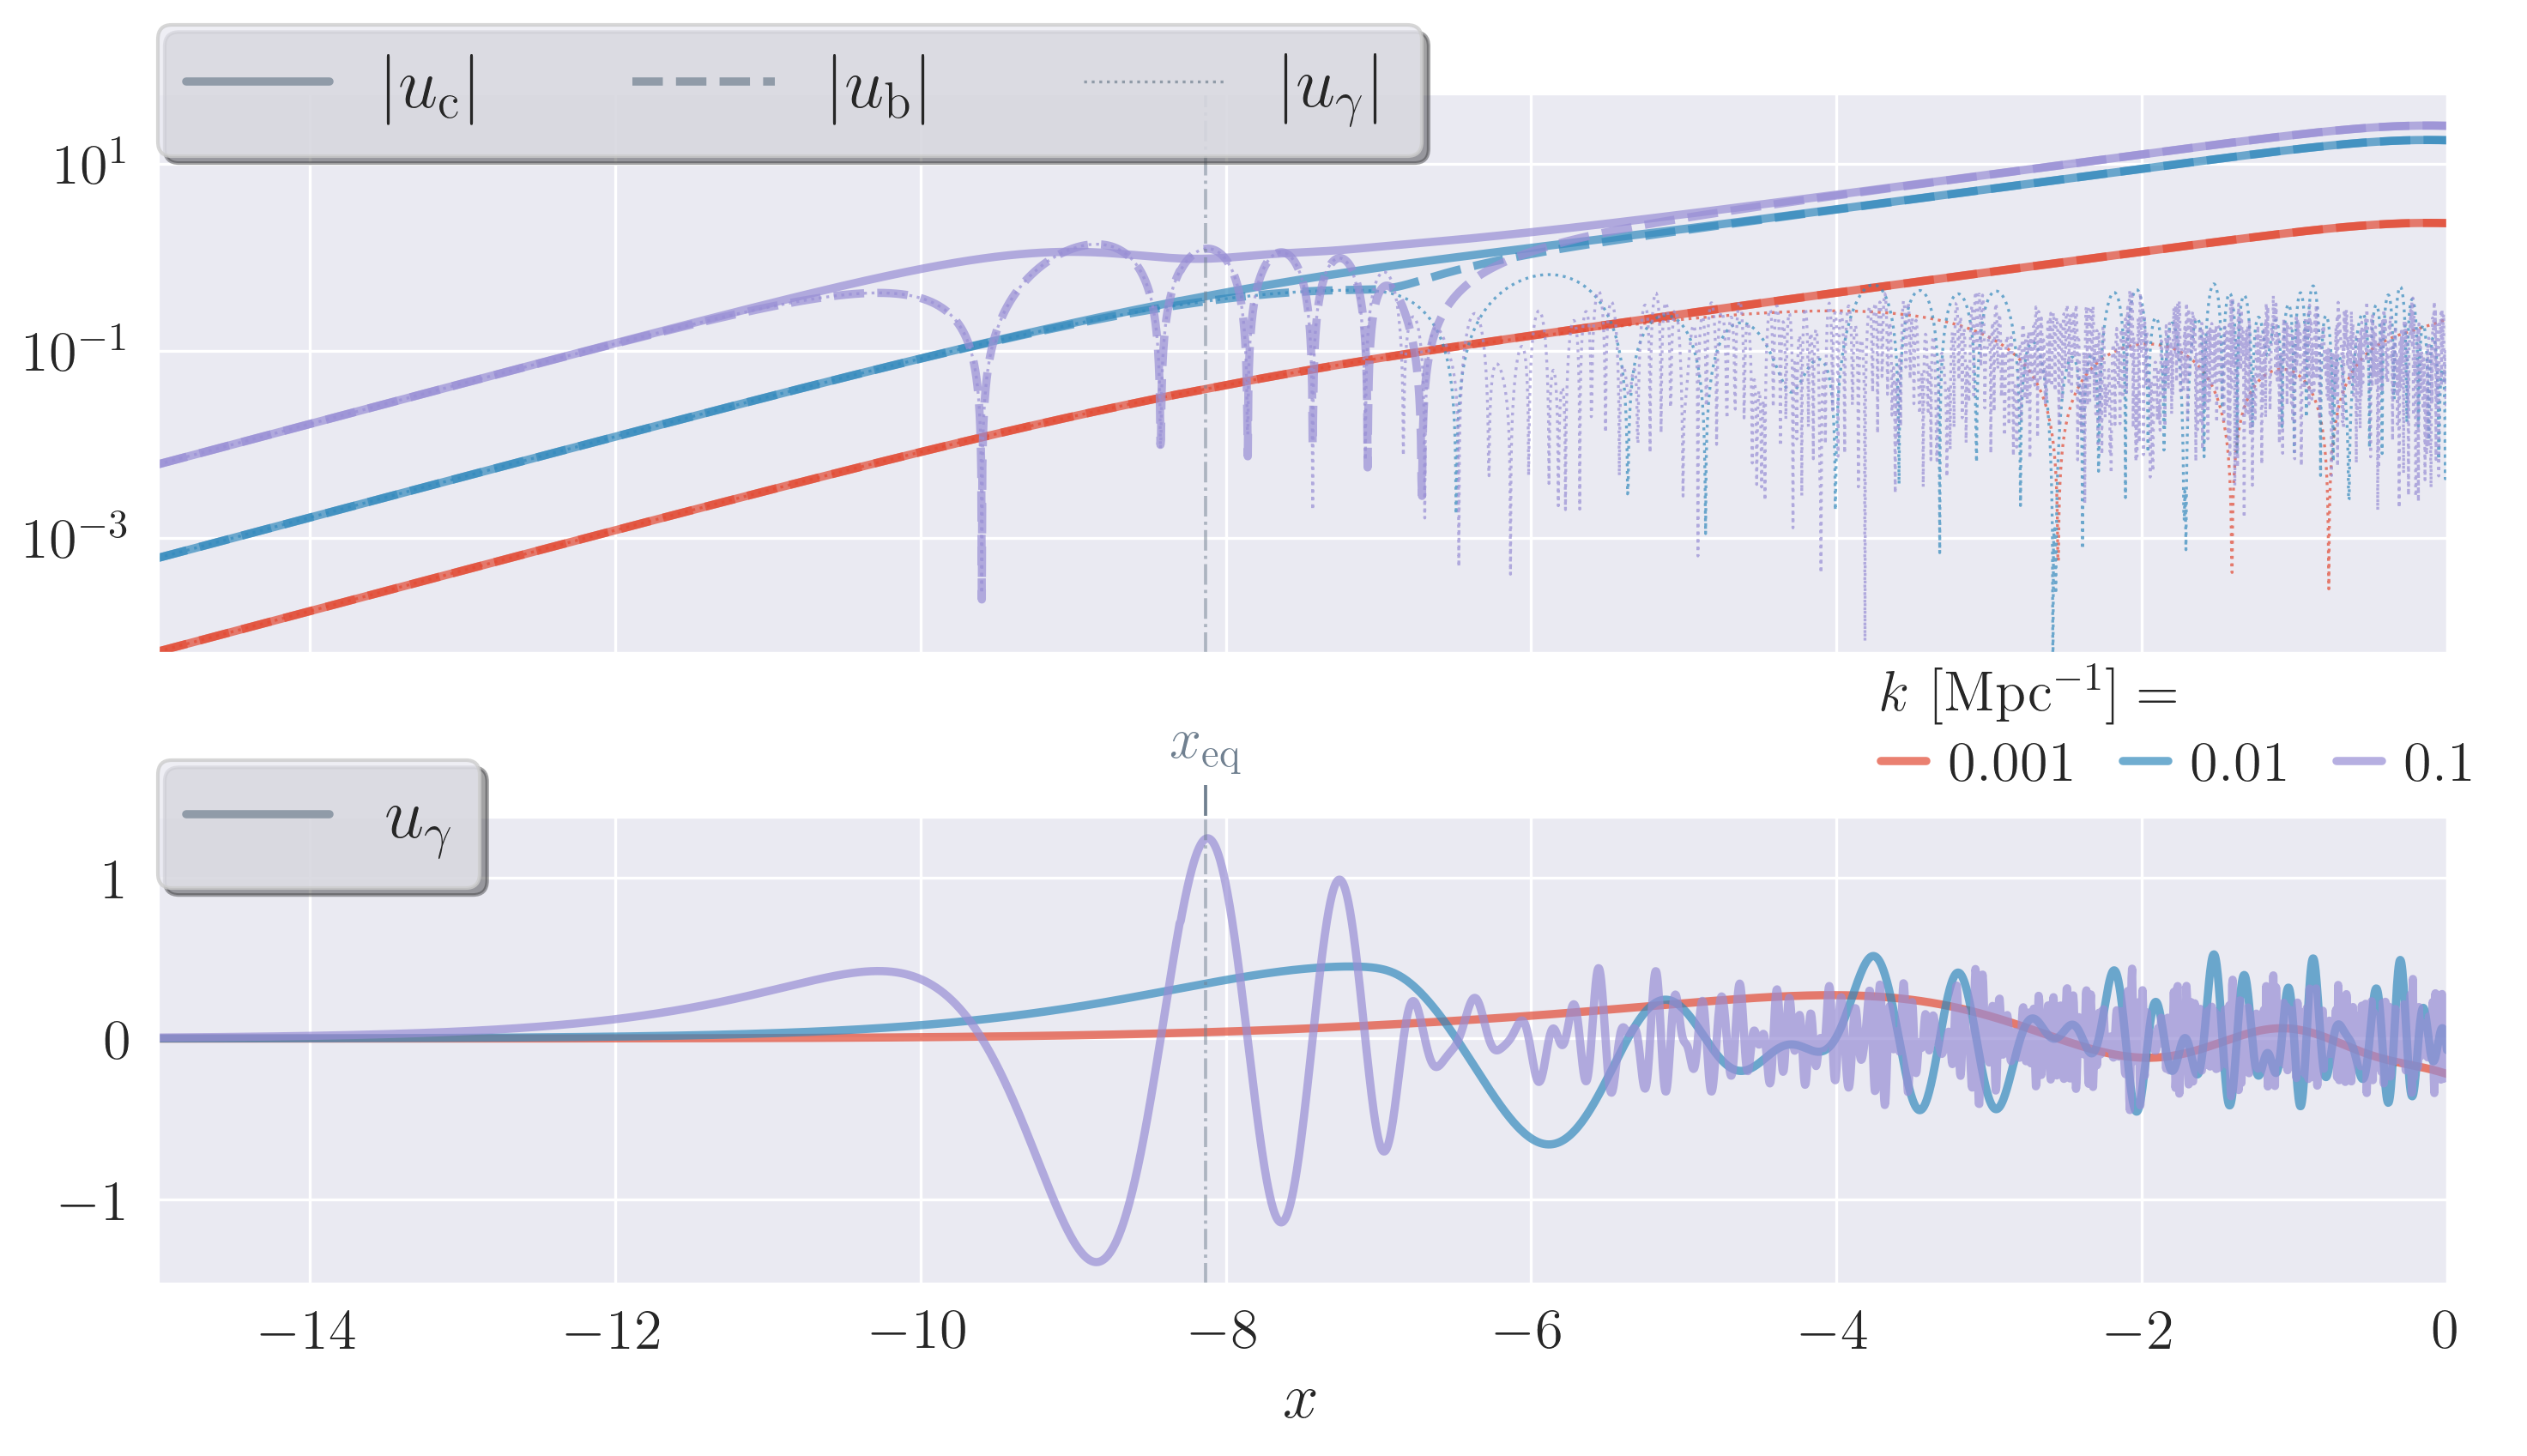 |u_c| |u_b| |u_γ|
10^1
10^−1
10^−3
k [Mpc^−1] =
0.001 0.01 0.1
x_eq
u_γ
1
0
−1
−14 −12 −10 −8 −6 −4 −2 0
x